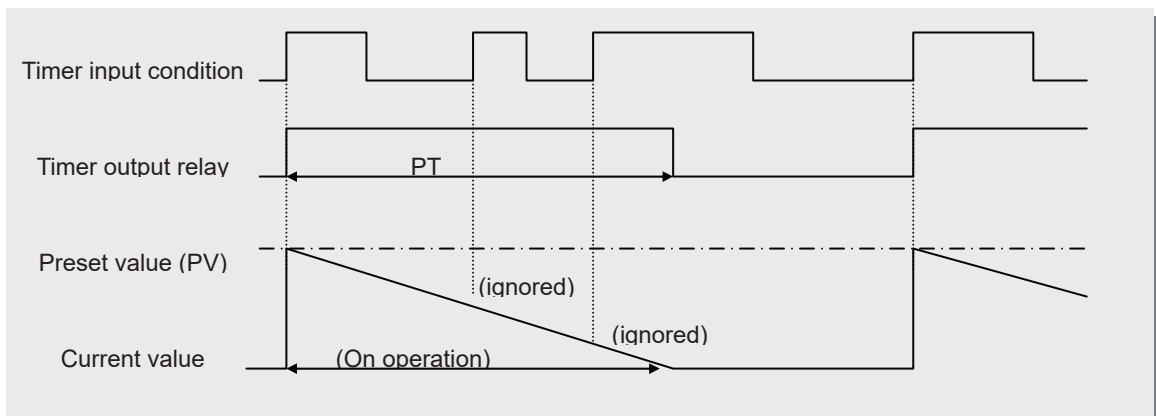 Timer input condition
Timer output relay
PT
Preset value (PV)
(ignored)
(ignored)
Current value
(On operation)